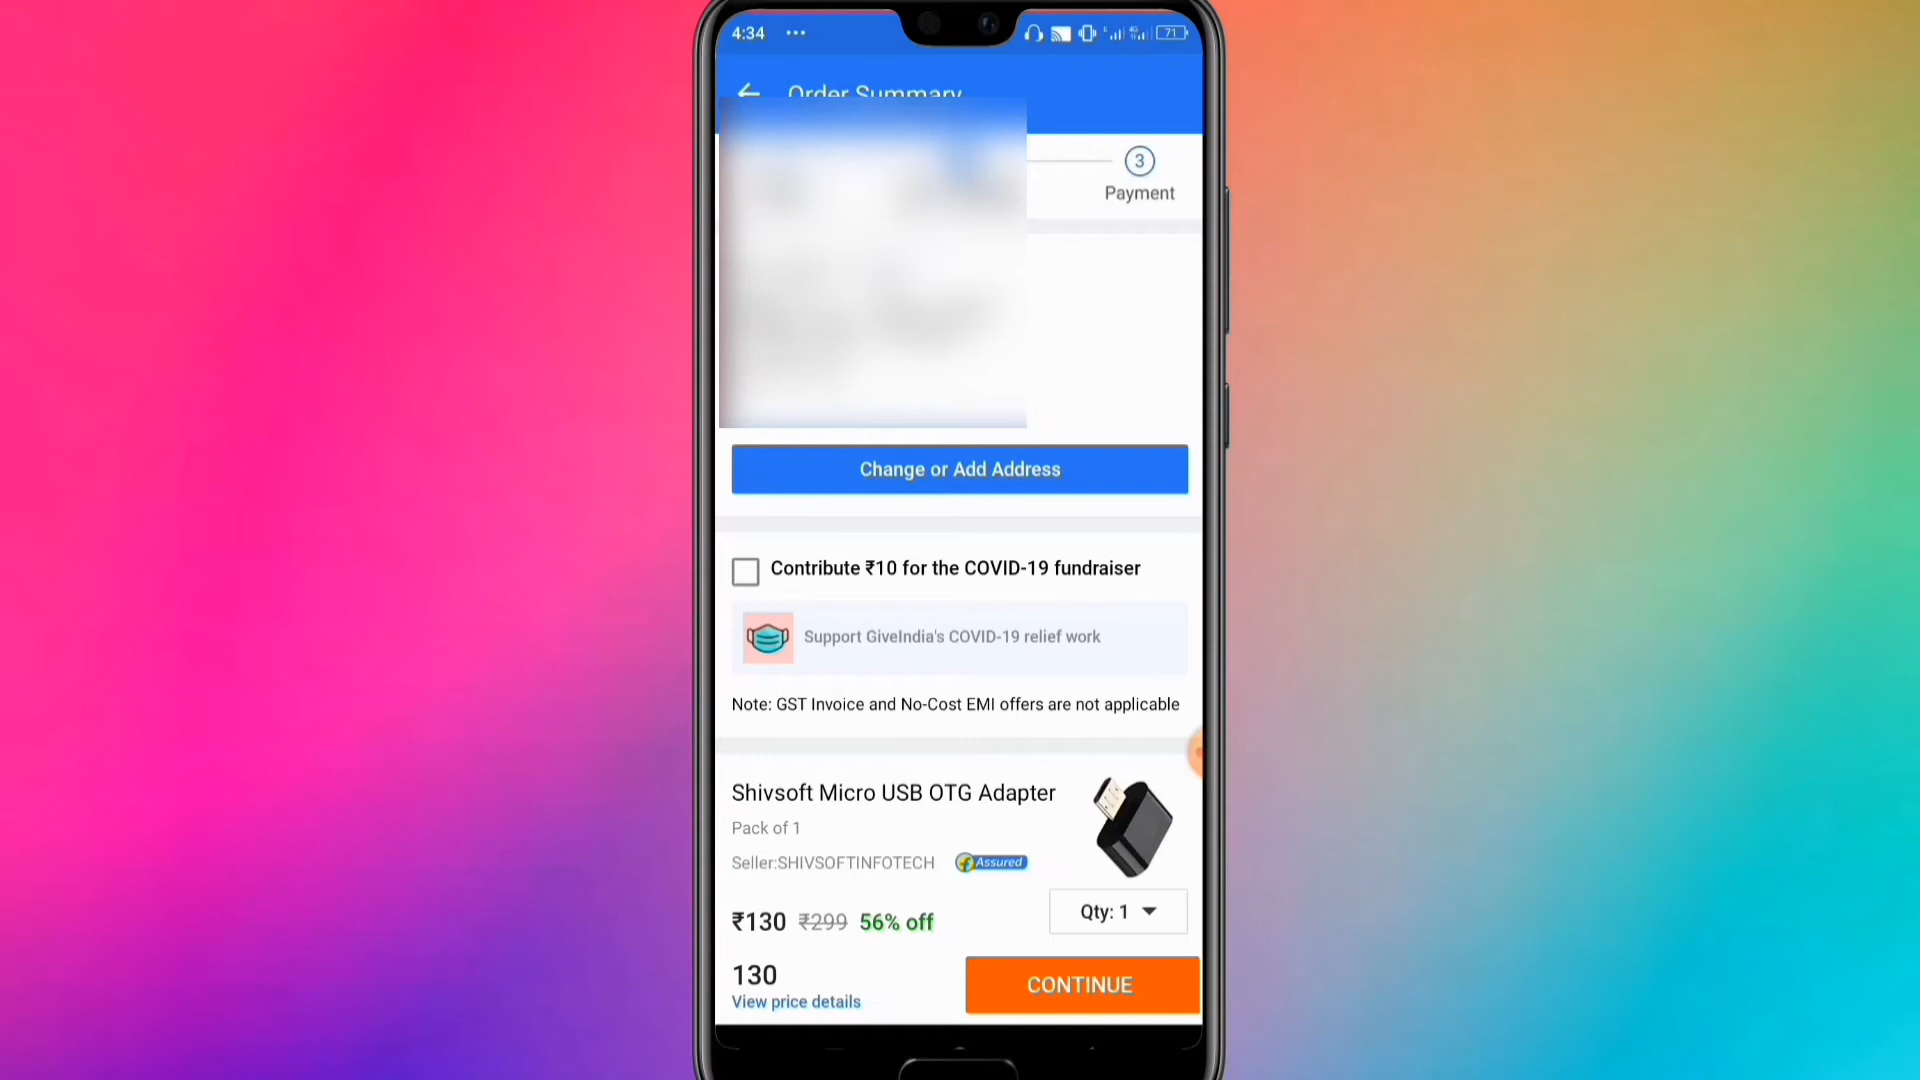 4:34 71
Order Summary
3
Payment
Change or Add Address
Contribute ₹10 for the COVID-19 fundraiser
Support GiveIndia's COVID-19 relief work
Note: GST Invoice and No-Cost EMI offers are not applicable
Shivsoft Micro USB OTG Adapter
Pack of 1
Seller:SHIVSOFTINFOTECH Assured
₹130 ₹299 56% off Qty: 1
130
View price details
CONTINUE